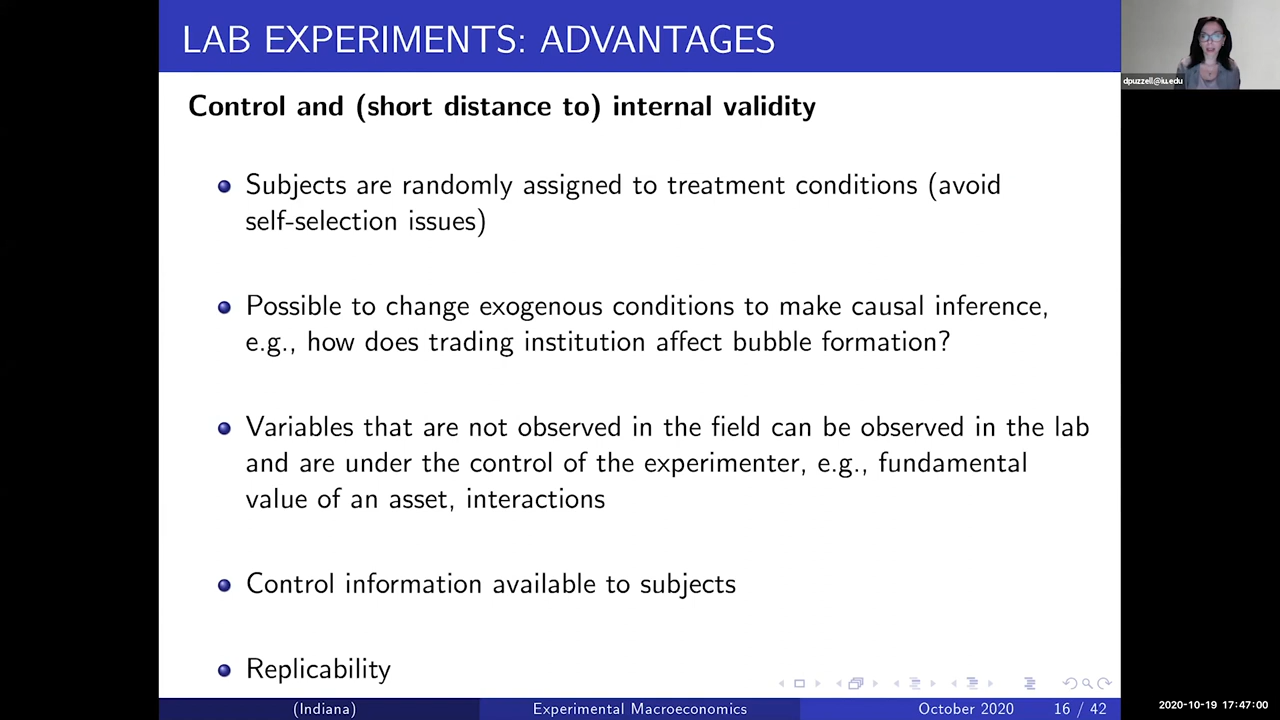 LAB EXPERIMENTS: ADVANTAGES
dpuzzell@iu.edu
Control and (short distance to) internal validity
Subjects are randomly assigned to treatment conditions (avoid
self-selection issues)
Possible to change exogenous conditions to make causal inference,
e.g., how does trading institution affect bubble formation?
Variables that are not observed in the field can be observed in the lab
and are under the control of the experimenter, e.g., fundamental
value of an asset, interactions
Control information available to subjects
Replicability
(Indiana) Experimental Macroeconomics October 2020 16 / 42
2020-10-19 17:47:00